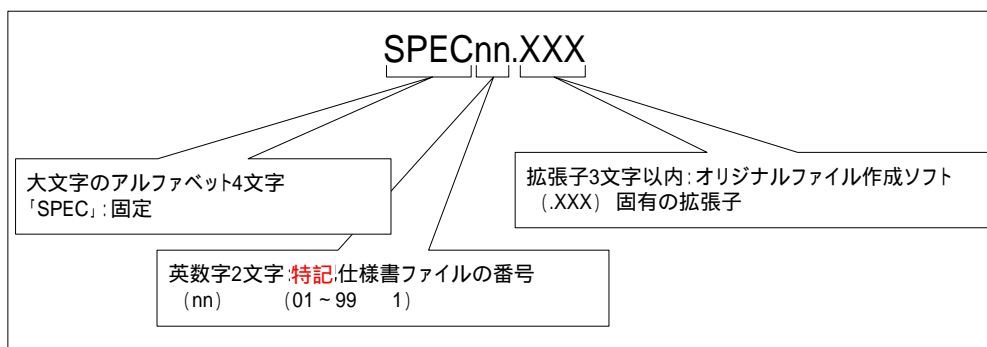 SPECnn.XXX
大文字のアルファベット4文字
「SPEC」:固定
拡張子3文字以内:オリジナルファイル作成ソフト
(.XXX) 固有の拡張子
英数字2文字:特記仕様書ファイルの番号
(nn) (01~99 1)